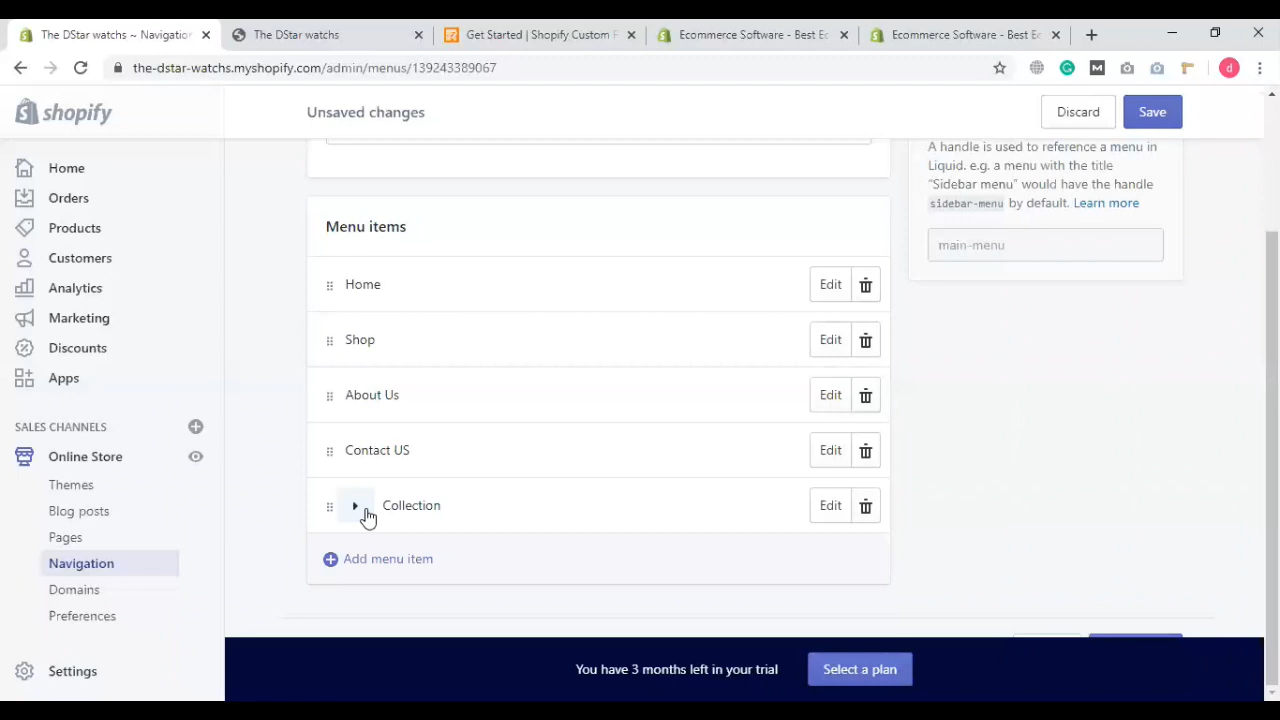 The DStar watchs ~ Navigation
The DStar watchs
Get Started | Shopify Custom F
Ecommerce Software - Best Ec
Ecommerce Software - Best Ec
the-dstar-watchs.myshopify.com/admin/menus/139243389067
d
shopify
Unsaved changes
Discard
Save
Home
Orders
Products
Customers
Analytics
Marketing
Discounts
Apps
SALES CHANNELS
Online Store
Themes
Blog posts
Pages
Navigation
Domains
Preferences
Settings
Menu items
Home
Edit
Shop
Edit
About Us
Edit
Contact US
Edit
Collection
Edit
Add menu item
A handle is used to reference a menu in
Liquid. e.g. a menu with the title
“Sidebar menu” would have the handle
sidebar-menu by default. Learn more
main-menu
You have 3 months left in your trial
Select a plan